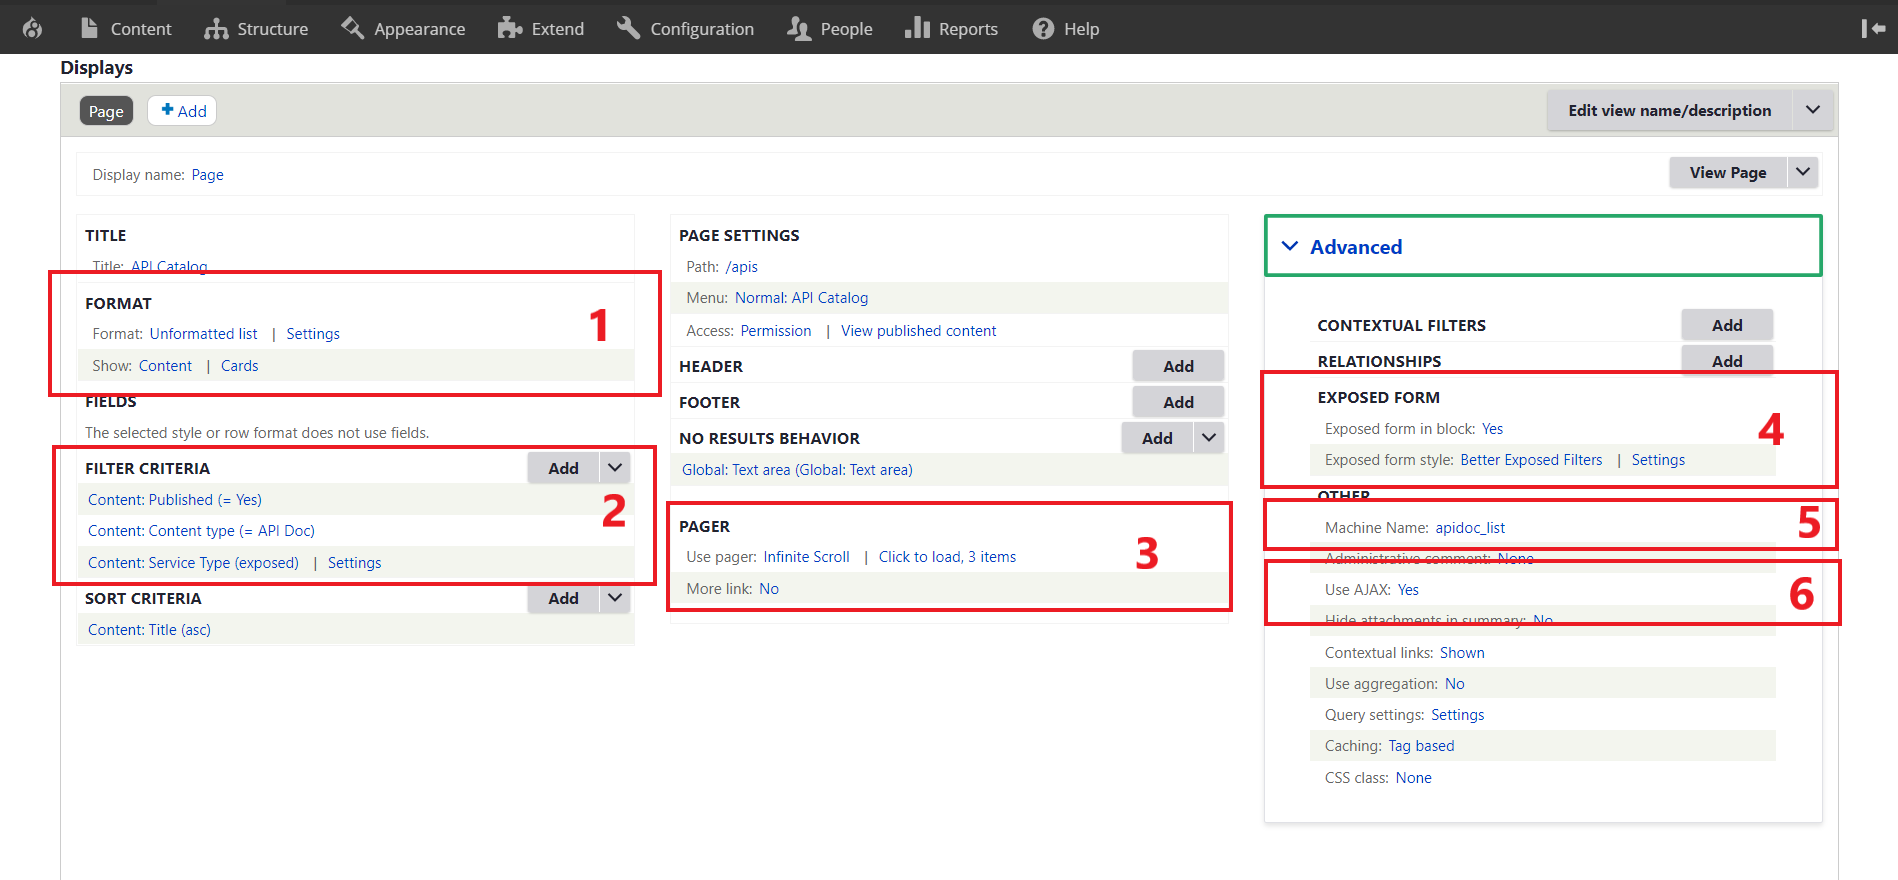 Content Structure Appearance Extend Configuration People Reports Help
Displays
Page Add Edit view name/description
Display name: Page View Page
TITLE
Title: API Catalog
FORMAT
Format: Unformatted list | Settings
Show: Content | Cards
1
FIELDS
The selected style or row format does not use fields.
FILTER CRITERIA Add
Content: Published (= Yes)
Content: Content type (= API Doc)
Content: Service Type (exposed) | Settings
2
SORT CRITERIA Add
Content: Title (asc)
PAGE SETTINGS
Path: /apis
Menu: Normal: API Catalog
Access: Permission | View published content
HEADER Add
FOOTER Add
NO RESULTS BEHAVIOR Add
Global: Text area (Global: Text area)
PAGER
Use pager: Infinite Scroll | Click to load, 3 items
More link: No
3
Advanced
CONTEXTUAL FILTERS Add
RELATIONSHIPS Add
EXPOSED FORM
Exposed form in block: Yes
Exposed form style: Better Exposed Filters | Settings
4
OTHER
Machine Name: apidoc_list
5
Administrative comment: None
Use AJAX: Yes
6
Hide attachments in summary: No
Contextual links: Shown
Use aggregation: No
Query settings: Settings
Caching: Tag based
CSS class: None